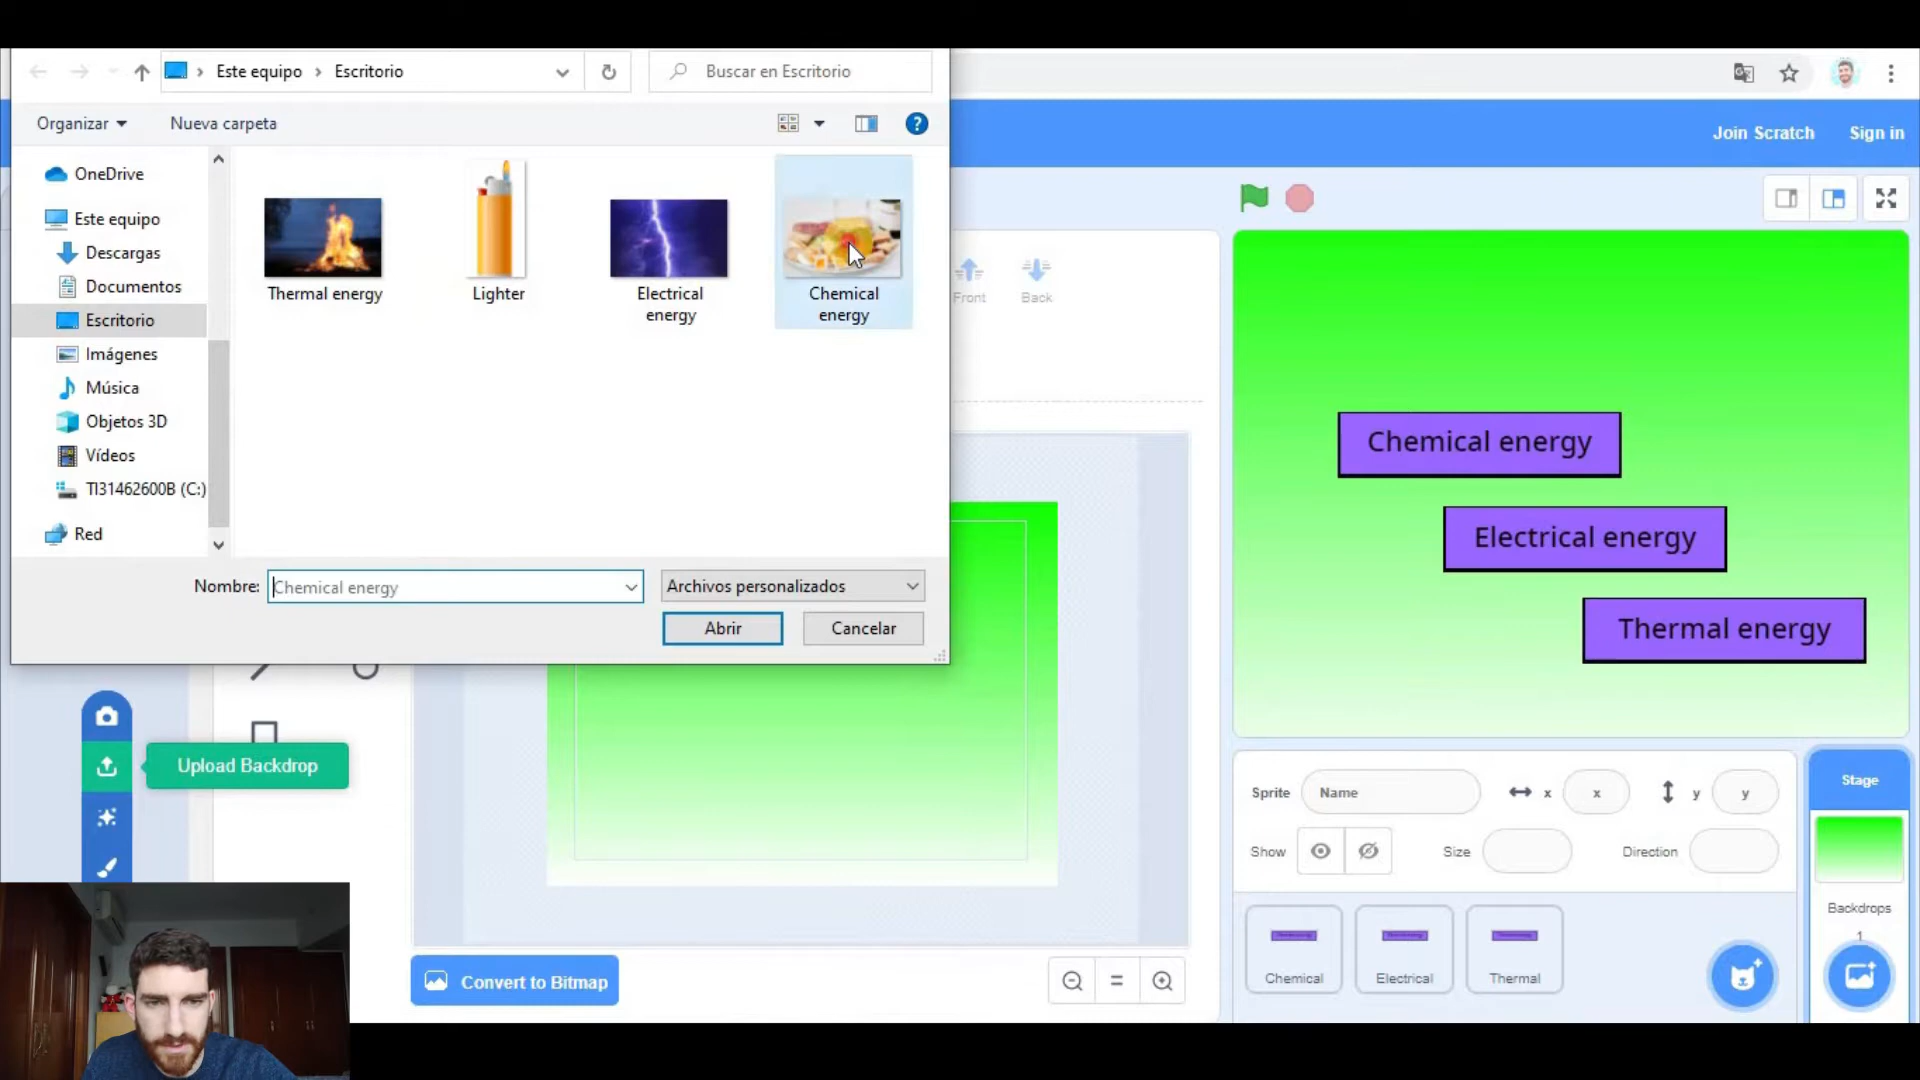 Este equipo
Escritorio
Buscar en Escritorio
Organizar
Nueva carpeta
?
OneDrive
Este equipo
Descargas
Documentos
Escritorio
Imágenes
Música
Objetos 3D
Vídeos
TI31462600B (C:)
Red
Thermal energy
Lighter
Electrical
energy
Chemical
energy
Nombre:
Chemical energy
Archivos personalizados
Abrir
Cancelar
Join Scratch
Sign in
Front
Back
Chemical energy
Electrical energy
Thermal energy
Upload Backdrop
Convert to Bitmap
Sprite
Name
x
x
y
y
Show
Size
Direction
Stage
Backdrops
1
Chemical
Electrical
Thermal